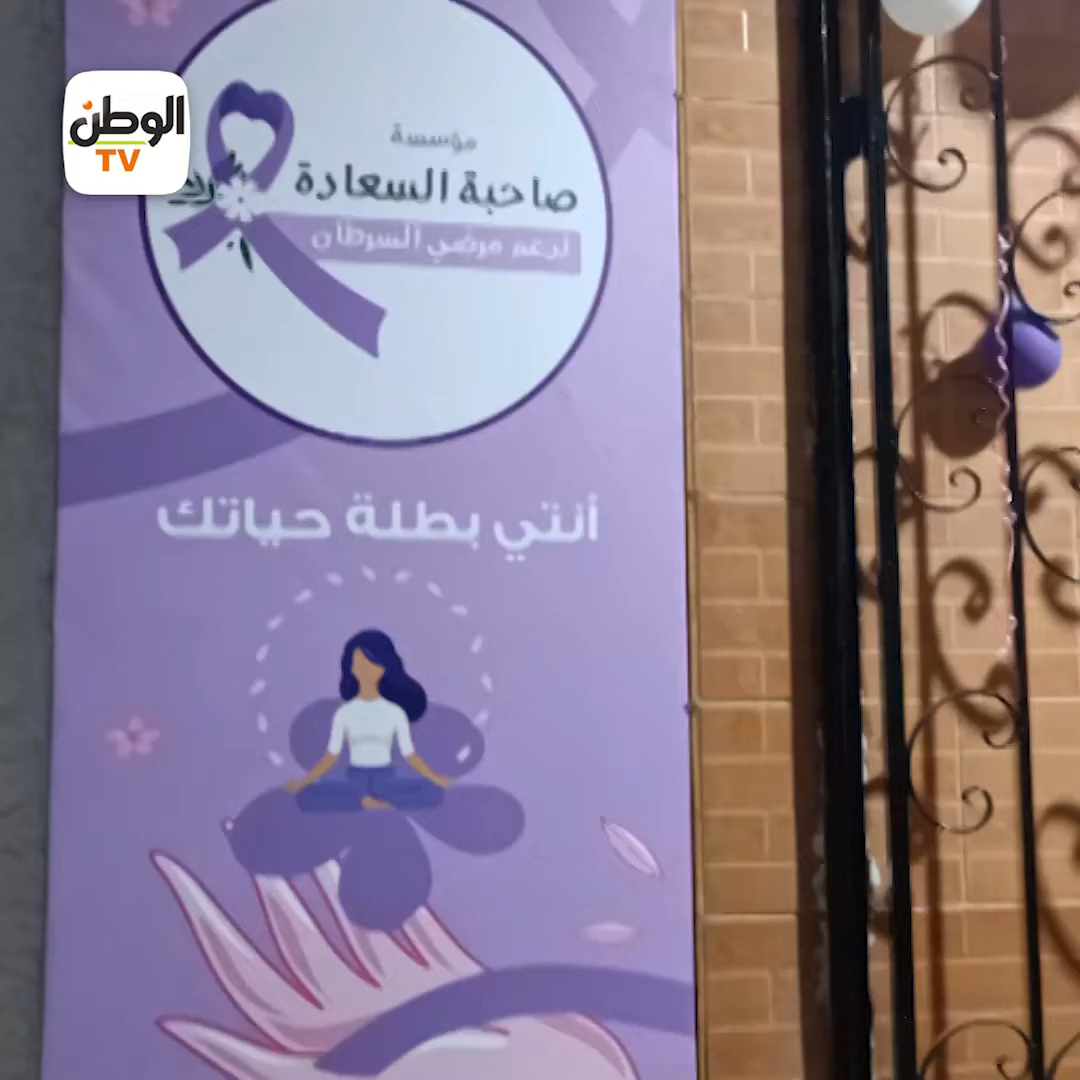 الوطن
TV
مؤسسة
صاحبة السعادة
لدعم مرضى السرطان
أنتي بطلة حياتك